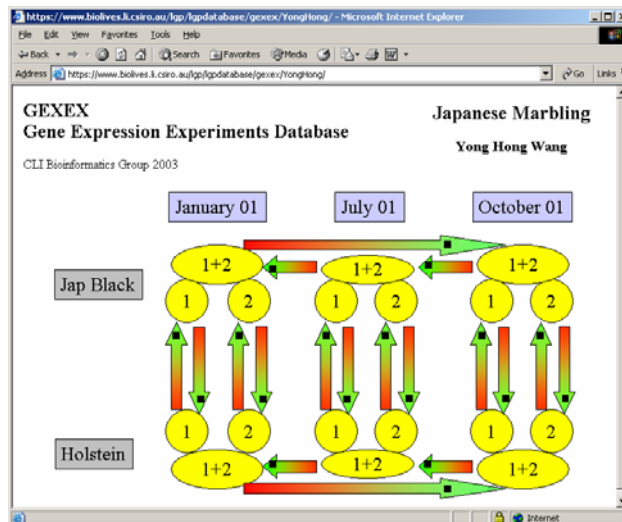 https://www.biolives.li.csiro.au/lgp/lgpdatabase/gexex/YongHong/ - Microsoft Internet Explorer
File Edit View Favorites Tools Help
Back Search Favorites Media
Address https://www.biolives.li.csiro.au/lgp/lgpdatabase/gexex/YongHong/ Go Links
GEXEX
Gene Expression Experiments Database
CLI Bioinformatics Group 2003
Japanese Marbling
Yong Hong Wang
January 01 July 01 October 01
1+2 1+2 1+2
Jap Black
1 2 1 2 1 2
1 2 1 2 1 2
Holstein
1+2 1+2 1+2
Internet